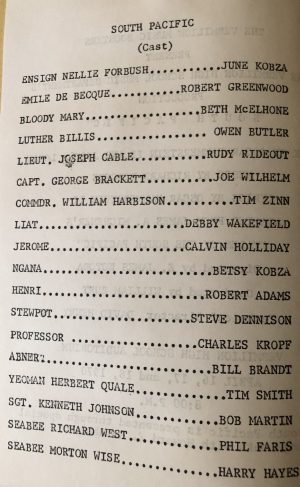 SOUTH PACIFIC
(Cast)
ENSIGN NELLIE FORBUSH...........JUNE KOBZA
EMILE DE BECQUE...........ROBERT GREENWOOD
BLOODY MARY................BETH McELHONE
LUTHER BILLIS................ OWEN BUTLER
LIEUT. JOSEPH CABLE..........RUDY RIDEOUT
CAPT. GEORGE BRACKETT........JOE WILHELM
COMMDR. WILLIAM HARBISON.......TIM ZINN
LIAT......................DEBBY WAKEFIELD
JEROME...................CALVIN HOLLIDAY
NGANA.......................BETSY KOBZA
HENRI......................ROBERT ADAMS
STEWPOT...................STEVE DENNISON
PROFESSOR ................CHARLES KROPF
ABNER.......................BILL BRANDT
YEOMAN HERBERT QUALE..........TIM SMITH
SGT. KENNETH JOHNSON..........BOB MARTIN
SEABEE RICHARD WEST..........PHIL FARIS
SEABEE MORTON WISE............HARRY HAYES